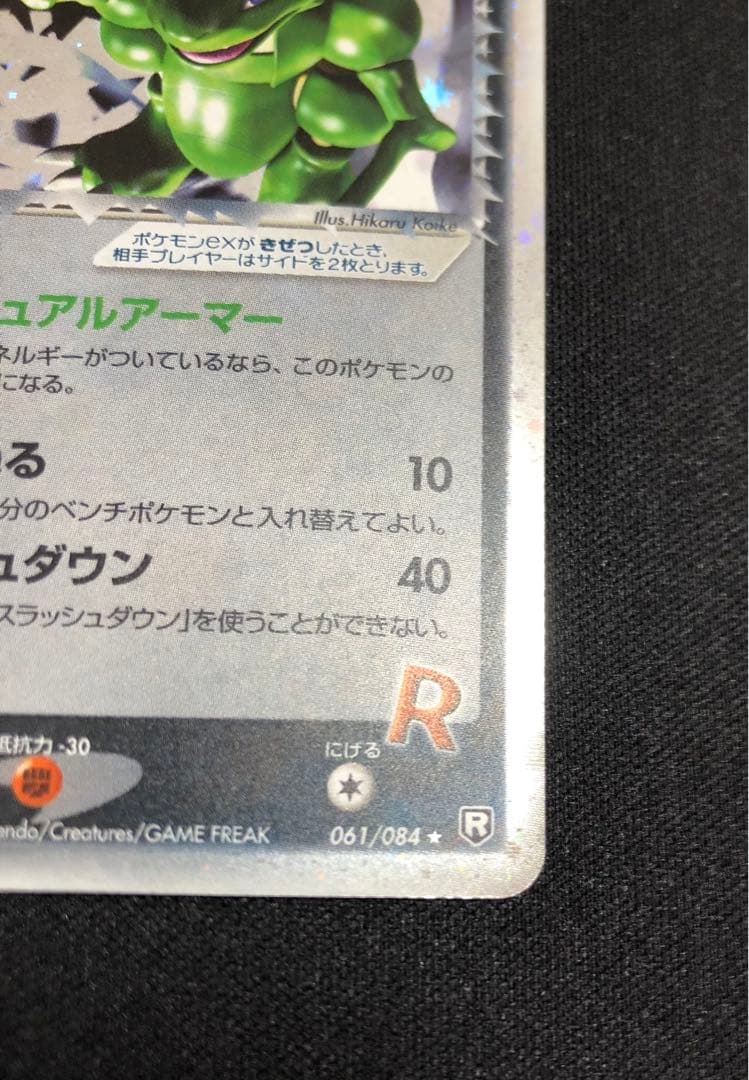 Illus.Hikaru Koike
ポケモンexが きぜつしたとき、
相手プレイヤーはサイドを2枚とります。
ュアルアーマー
ネルギーがついているなら、このポケモンの
になる。
る 10
分のベンチポケモンと入れ替えてよい。
ュダウン 40
スラッシュダウン」を使うことができない。
R
抵抗力 -30 にげる
endo/Creatures/GAME FREAK 061/084 ★ R